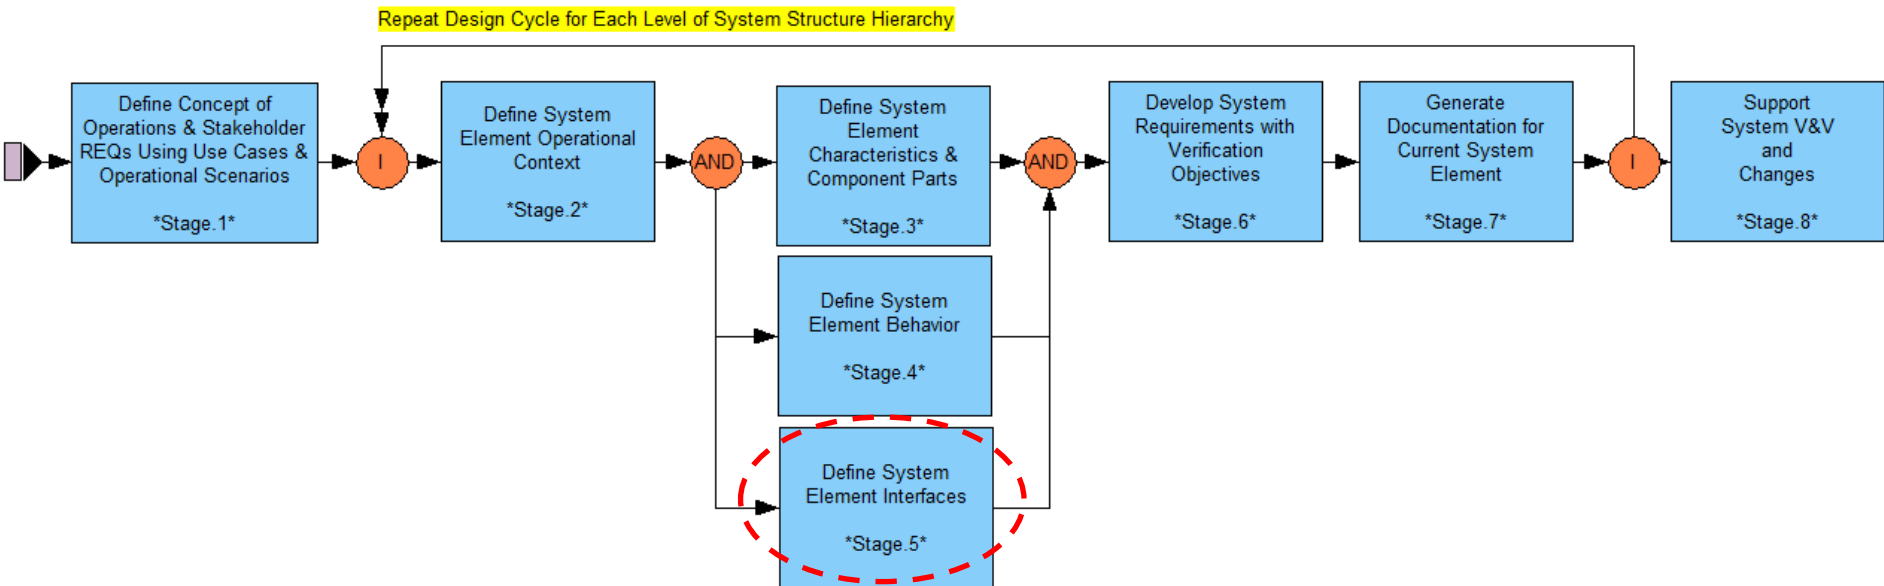 Repeat Design Cycle for Each Level of System Structure Hierarchy
Define Concept of
Operations & Stakeholder
REQs Using Use Cases &
Operational Scenarios
*Stage.1*
I
Define System
Element Operational
Context
*Stage.2*
AND
Define System
Element
Characteristics &
Component Parts
*Stage.3*
Define System
Element Behavior
*Stage.4*
Define System
Element Interfaces
*Stage.5*
AND
Develop System
Requirements with
Verification
Objectives
*Stage.6*
Generate
Documentation for
Current System
Element
*Stage.7*
I
Support
System V&V
and
Changes
*Stage.8*